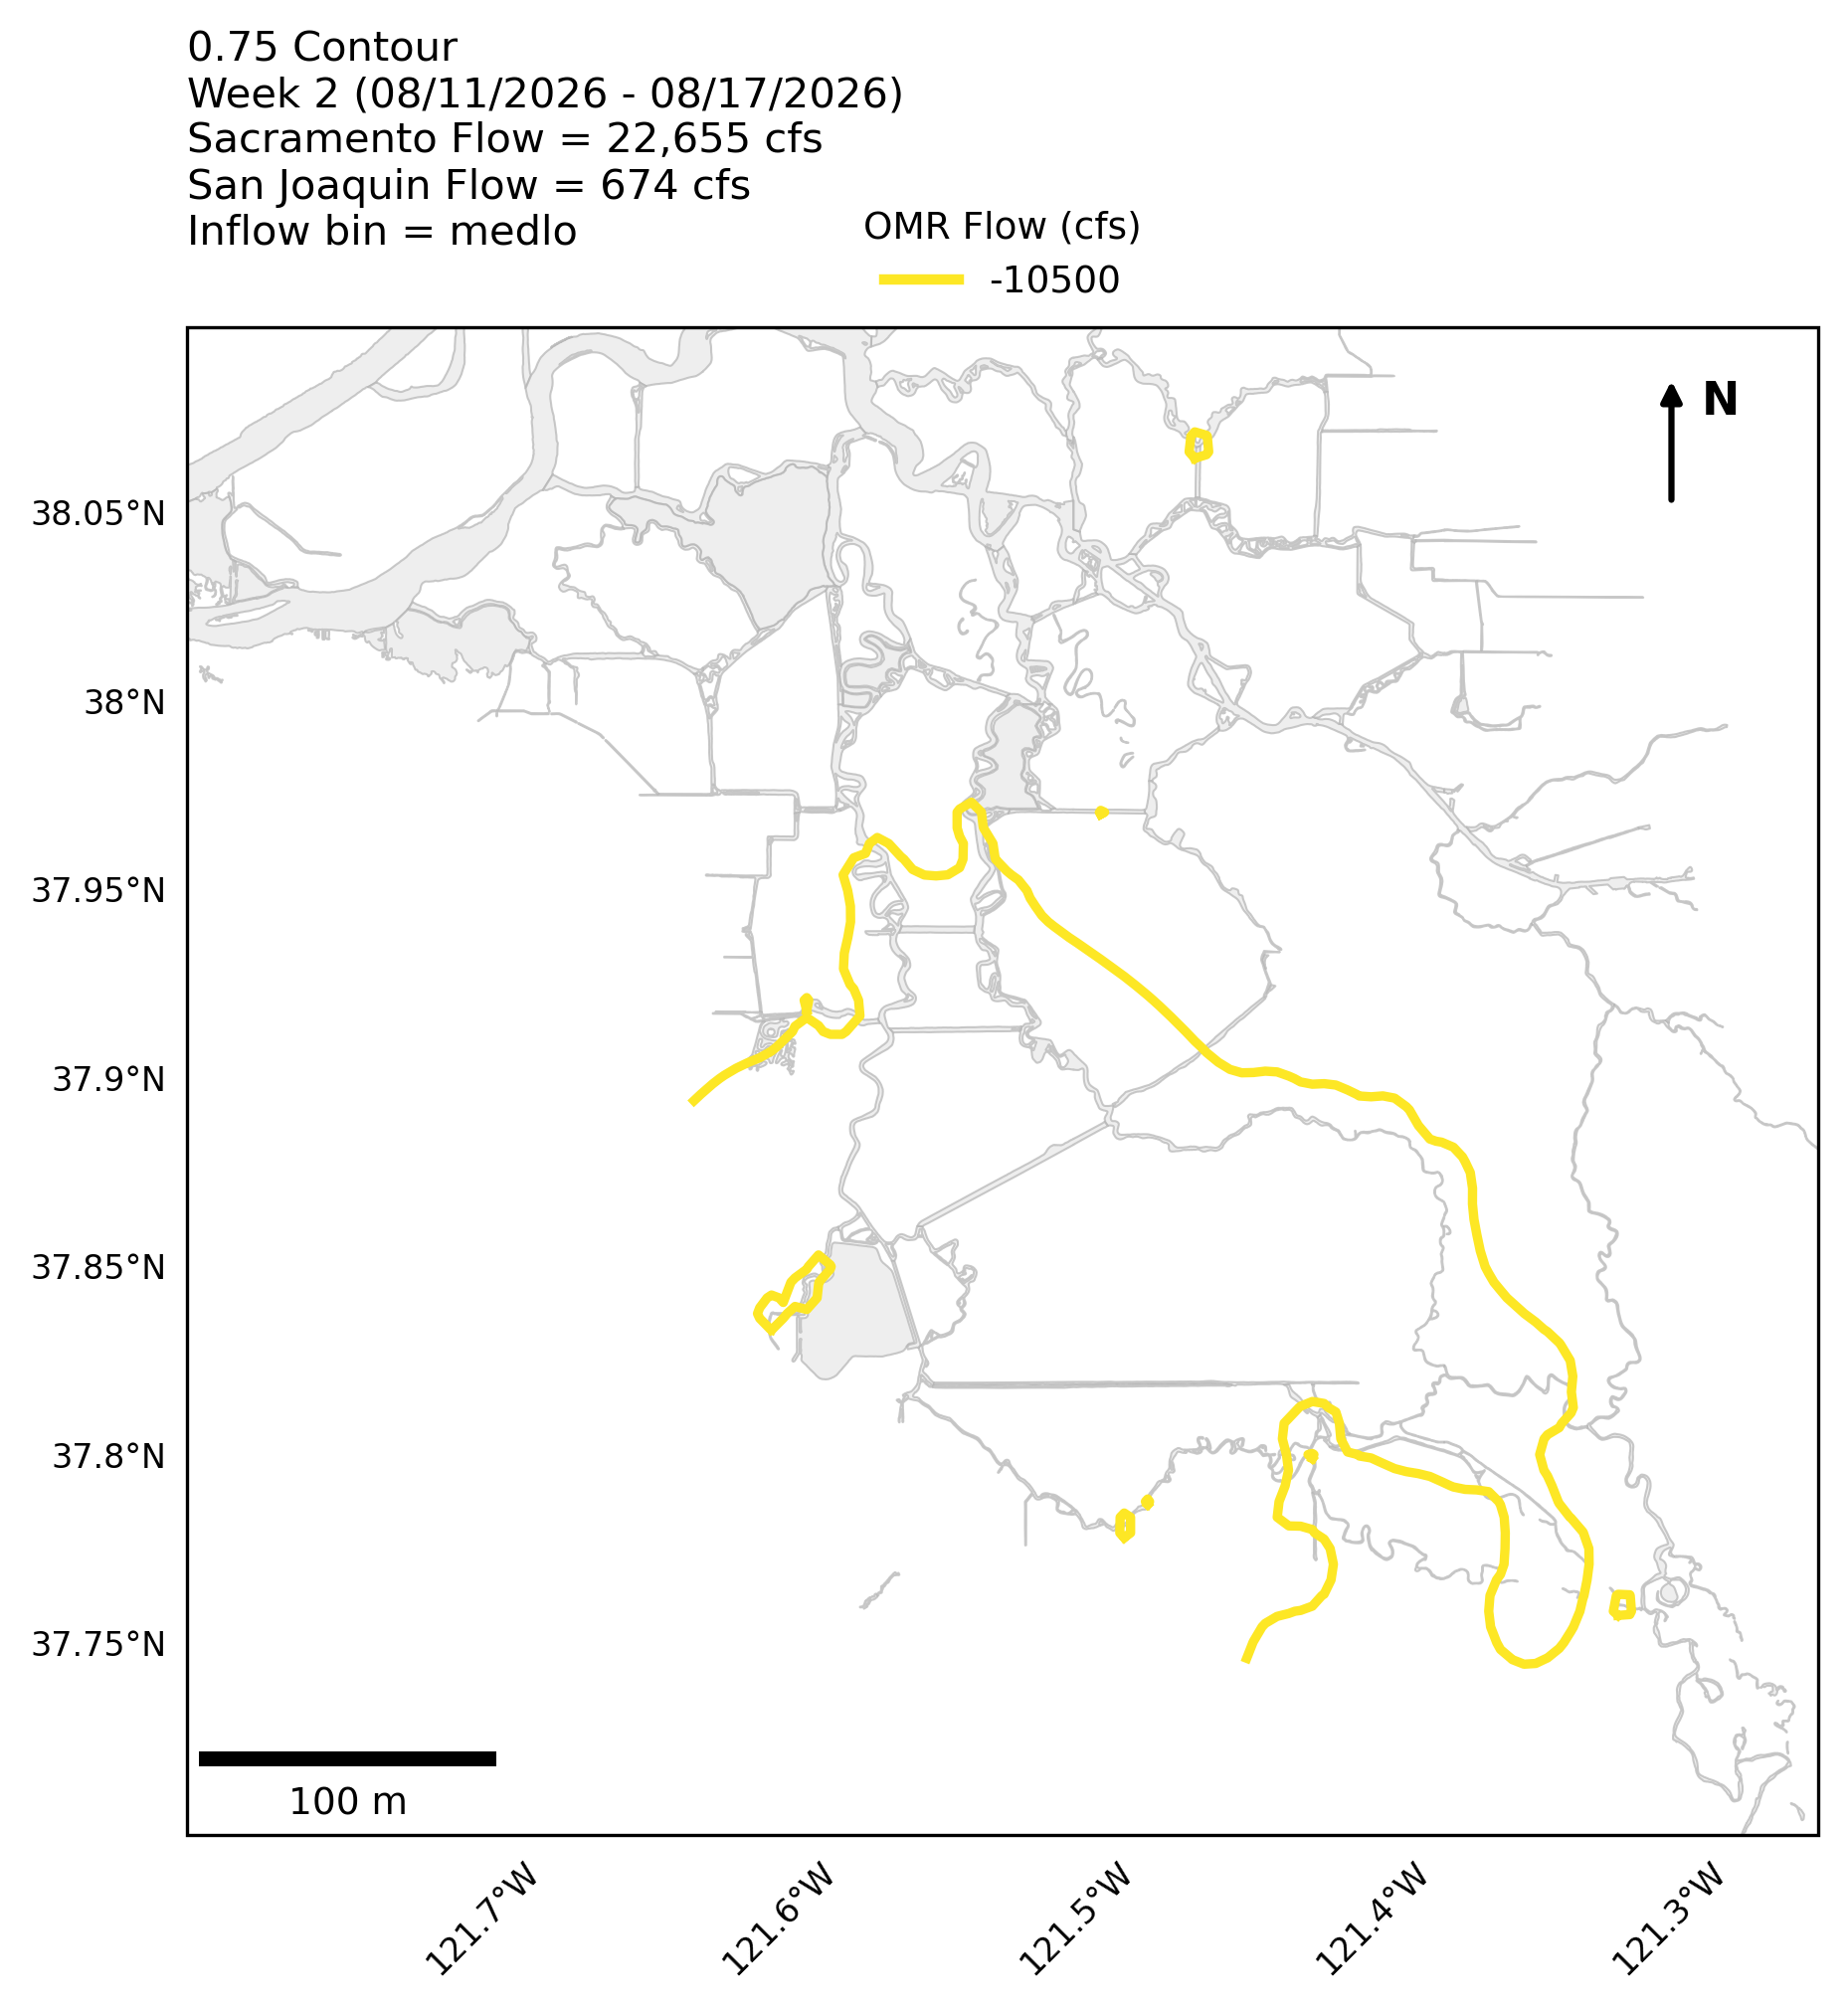 0.75 Contour
Week 2 (08/11/2026 - 08/17/2026)
Sacramento Flow = 22,655 cfs
San Joaquin Flow = 674 cfs
Inflow bin = medlo
OMR Flow (cfs)
-10500
N
38.05°N
38°N
37.95°N
37.9°N
37.85°N
37.8°N
37.75°N
100 m
121.7°W
121.6°W
121.5°W
121.4°W
121.3°W